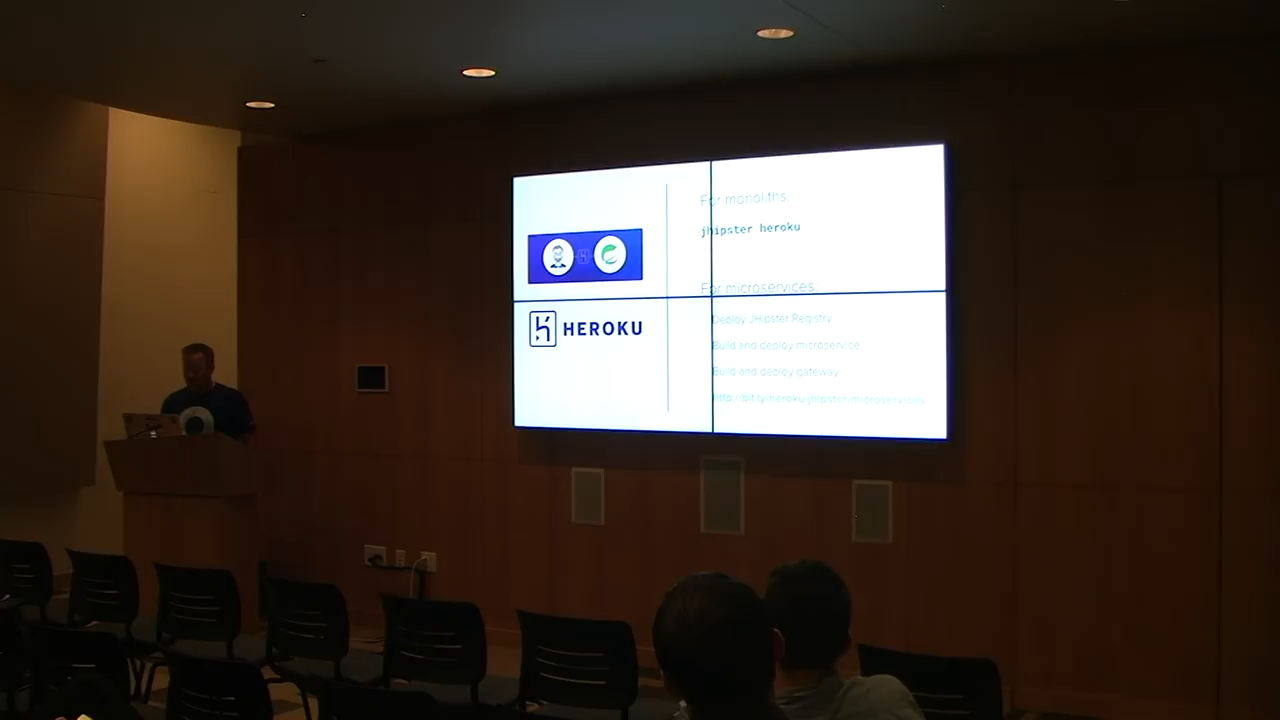 For monoliths:
jhipster heroku
For microservices:
Deploy JHipster Registry
Build and deploy microservice
Build and deploy gateway
http://bit.ly/heroku-jhipster-microservices
HEROKU